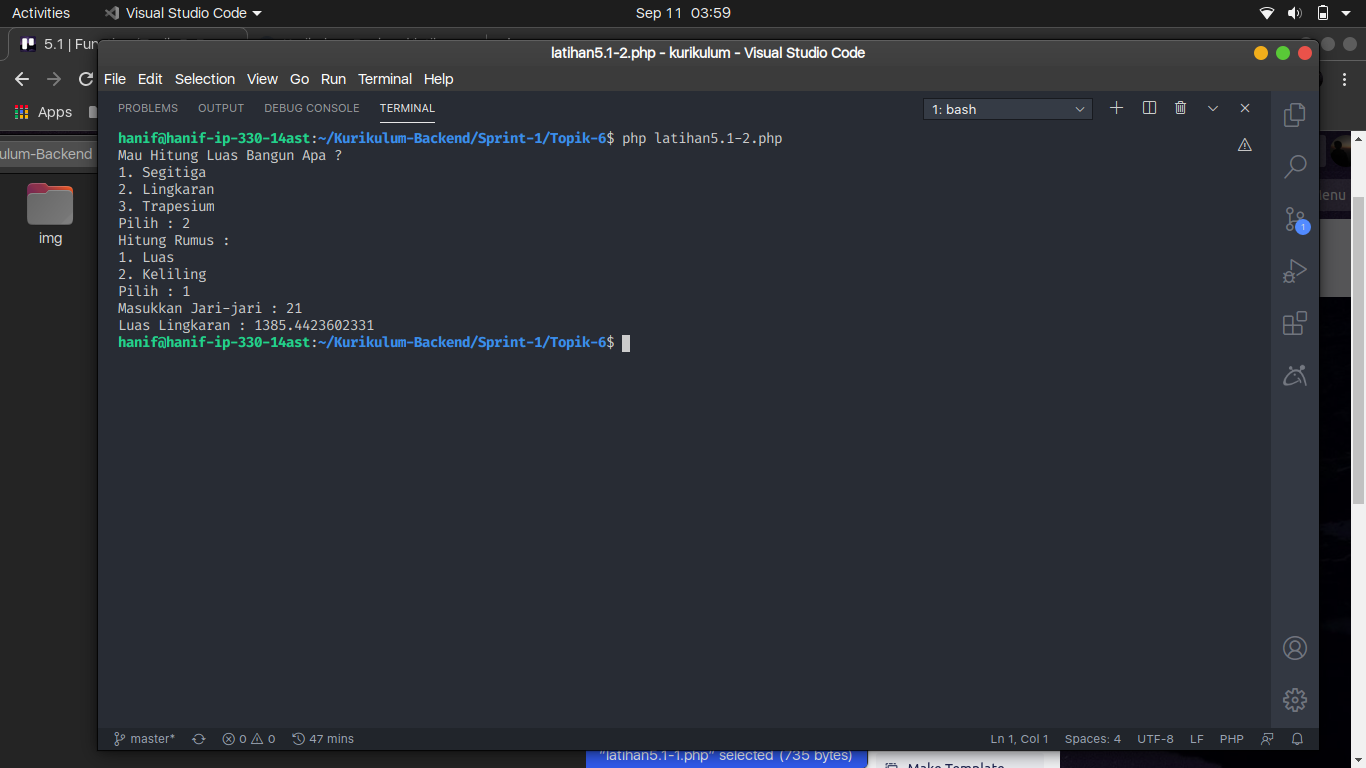 Activities
Visual Studio Code
Sep 11 03:59
5.1 | Fun
latihan5.1-2.php - kurikulum - Visual Studio Code
File Edit Selection View Go Run Terminal Help
Apps
PROBLEMS OUTPUT DEBUG CONSOLE TERMINAL
1: bash
hanif@hanif-ip-330-14ast:~/Kurikulum-Backend/Sprint-1/Topik-6$ php latihan5.1-2.php
Mau Hitung Luas Bangun Apa ?
1. Segitiga
2. Lingkaran
3. Trapesium
Pilih : 2
Hitung Rumus :
1. Luas
2. Keliling
Pilih : 1
Masukkan Jari-jari : 21
Luas Lingkaran : 1385.4423602331
hanif@hanif-ip-330-14ast:~/Kurikulum-Backend/Sprint-1/Topik-6$
ulum-Backend
img
lenu
1
master*
0 0
47 mins
Ln 1, Col 1
Spaces: 4
UTF-8
LF
PHP
"latihan5.1-1.php" selected (735 bytes)
Make Template